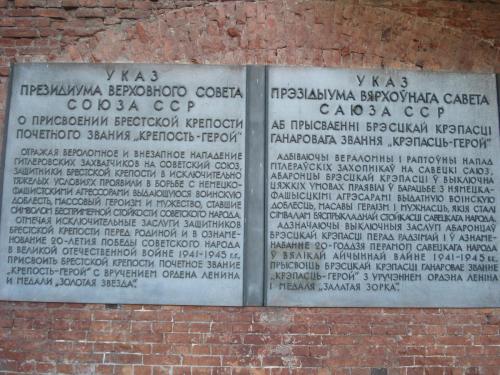 УКАЗ
ПРЕЗИДИУМА ВЕРХОВНОГО СОВЕТА
СОЮЗА ССР
О ПРИСВОЕНИИ БРЕСТСКОЙ КРЕПОСТИ
ПОЧЕТНОГО ЗВАНИЯ „КРЕПОСТЬ-ГЕРОЙ"
ОТРАЖАЯ ВЕРОЛОМНОЕ И ВНЕЗАПНОЕ НАПАДЕНИЕ
ГИТЛЕРОВСКИХ ЗАХВАТЧИКОВ НА СОВЕТСКИЙ СОЮЗ,
ЗАЩИТНИКИ БРЕСТСКОЙ КРЕПОСТИ В ИСКЛЮЧИТЕЛЬНО
ТЯЖЕЛЫХ УСЛОВИЯХ ПРОЯВИЛИ В БОРЬБЕ С НЕМЕЦКО-
ФАШИСТСКИМИ АГРЕССОРАМИ ВЫДАЮЩУЮСЯ ВОИНСКУЮ
ДОБЛЕСТЬ, МАССОВЫЙ ГЕРОИЗМ И МУЖЕСТВО, СТАВШИЕ
СИМВОЛОМ БЕСПРИМЕРНОЙ СТОЙКОСТИ СОВЕТСКОГО НАРОДА.
ОТМЕЧАЯ ИСКЛЮЧИТЕЛЬНЫЕ ЗАСЛУГИ ЗАЩИТНИКОВ
БРЕСТСКОЙ КРЕПОСТИ ПЕРЕД РОДИНОЙ И В ОЗНАМЕ-
НОВАНИЕ 20-ЛЕТИЯ ПОБЕДЫ СОВЕТСКОГО НАРОДА
В ВЕЛИКОЙ ОТЕЧЕСТВЕННОЙ ВОЙНЕ 1941-1945 г.г.,
ПРИСВОИТЬ БРЕСТСКОЙ КРЕПОСТИ ПОЧЕТНОЕ ЗВАНИЕ
„КРЕПОСТЬ-ГЕРОЙ" С ВРУЧЕНИЕМ ОРДЕНА ЛЕНИНА
И МЕДАЛИ „ЗОЛОТАЯ ЗВЕЗДА".
УКАЗ
ПРЭЗІДЫУМА ВЯРХОЎНАГА САВЕТА
САЮЗА ССР
АБ ПРЫСВАЕННІ БРЭСЦКАЙ КРЭПАСЦІ
ГАНАРОВАГА ЗВАННЯ „КРЭПАСЦЬ-ГЕРОЙ"
АДБІВАЮЧЫ ВЕРАЛОМНЫ І РАПТОЎНЫ НАПАД
ГІТЛЕРАЎСКІХ ЗАХОПНІКАЎ НА САВЕЦКІ САЮЗ,
АБАРОНЦЫ БРЭСЦКАЙ КРЭПАСЦІ Ў ВЫКЛЮЧНА
ЦЯЖКІХ УМОВАХ ПРАЯВІЛІ Ў БАРАЦЬБЕ З НЯМЕЦКА-
ФАШЫСЦКІМІ АГРЭСАРАМІ ВЫДАТНУЮ ВОІНСКУЮ
ДОБЛЕСЦЬ, МАСАВЫ ГЕРАІЗМ І МУЖНАСЦЬ, ЯКІЯ СТАЛІ
СІМВАЛАМ БЯСПРЫКЛАДНАЙ СТОЙКАСЦІ САВЕЦКАГА НАРОДА.
АДЗНАЧАЮЧЫ ВЫКЛЮЧНЫЯ ЗАСЛУГІ АБАРОНЦАЎ
БРЭСЦКАЙ КРЭПАСЦІ ПЕРАД РАДЗІМАЙ І Ў АЗНАМЕ-
НАВАННЕ 20-ГОДДЗЯ ПЕРАМОГІ САВЕЦКАГА НАРОДА
Ў ВЯЛІКАЙ АЙЧЫННАЙ ВАЙНЕ 1941-1945 г.г.,
ПРЫСВОІЦЬ БРЭСЦКАЙ КРЭПАСЦІ ГАНАРОВАЕ ЗВАННЕ
„КРЭПАСЦЬ-ГЕРОЙ" З УРУЧЭННЕМ ОРДЭНА ЛЕНІНА
І МЕДАЛЯ „ЗАЛАТАЯ ЗОРКА".